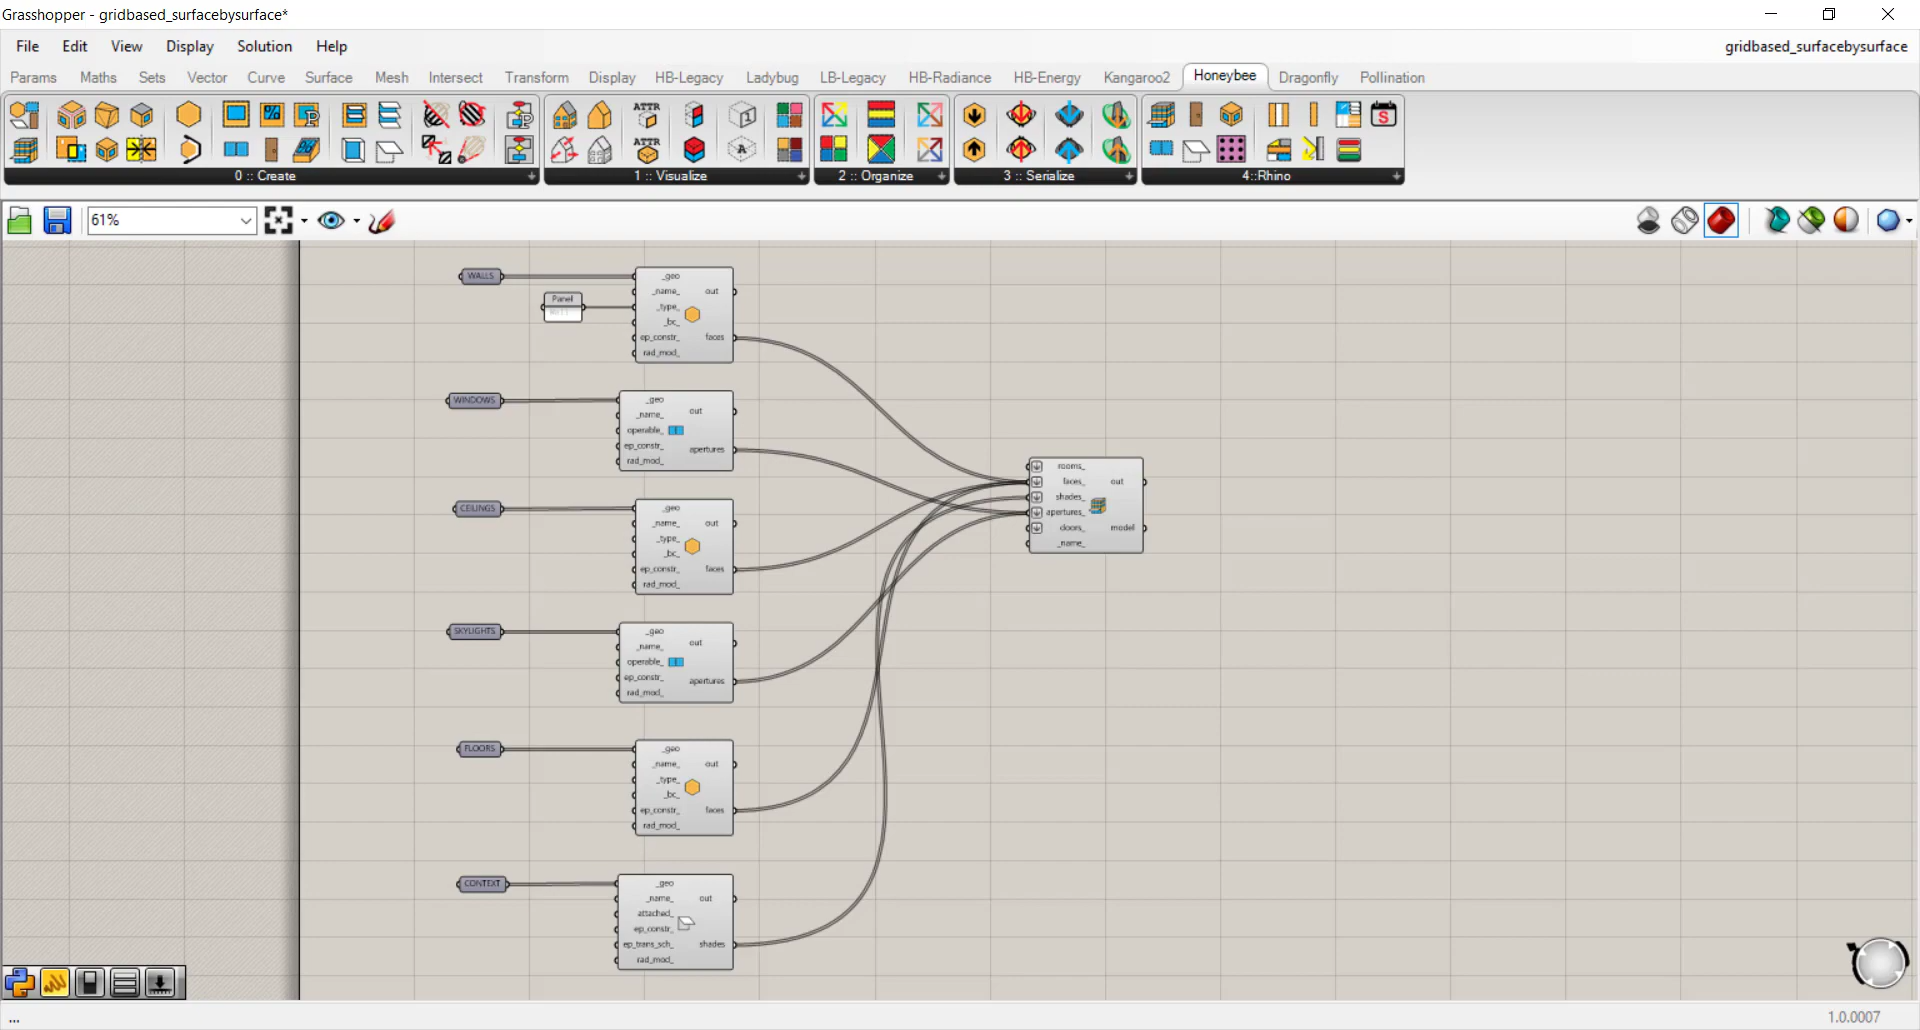 Grasshopper - gridbased_surfacebysurface*
File Edit View Display Solution Help gridbased_surfacebysurface
Params Maths Sets Vector Curve Surface Mesh Intersect Transform Display HB-Legacy Ladybug LB-Legacy HB-Radiance HB-Energy Kangaroo2 Honeybee Dragonfly Pollination
ATTR
ATTR
0 :: Create 1 :: Visualize 2 :: Organize 3 :: Serialize 4::Rhino
61%
WALLS
_geo
_name_ out
Panel
_type_
_bc_
ep_constr_ faces
rad_mod_
WINDOWS
_geo
_name_ out
operable_
ep_constr_ apertures
rad_mod_
rooms_
faces_ out
shades_
apertures_
doors_ model
_name_
CEILINGS
_geo
_name_ out
_type_
_bc_
ep_constr_ faces
rad_mod_
SKYLIGHTS
_geo
_name_ out
operable_
ep_constr_ apertures
rad_mod_
FLOORS
_geo
_name_ out
_type_
_bc_
ep_constr_ faces
rad_mod_
CONTEXT
_geo
_name_ out
attached_
ep_constr_
ep_trans_sch_ shades
rad_mod_
...
1.0.0007